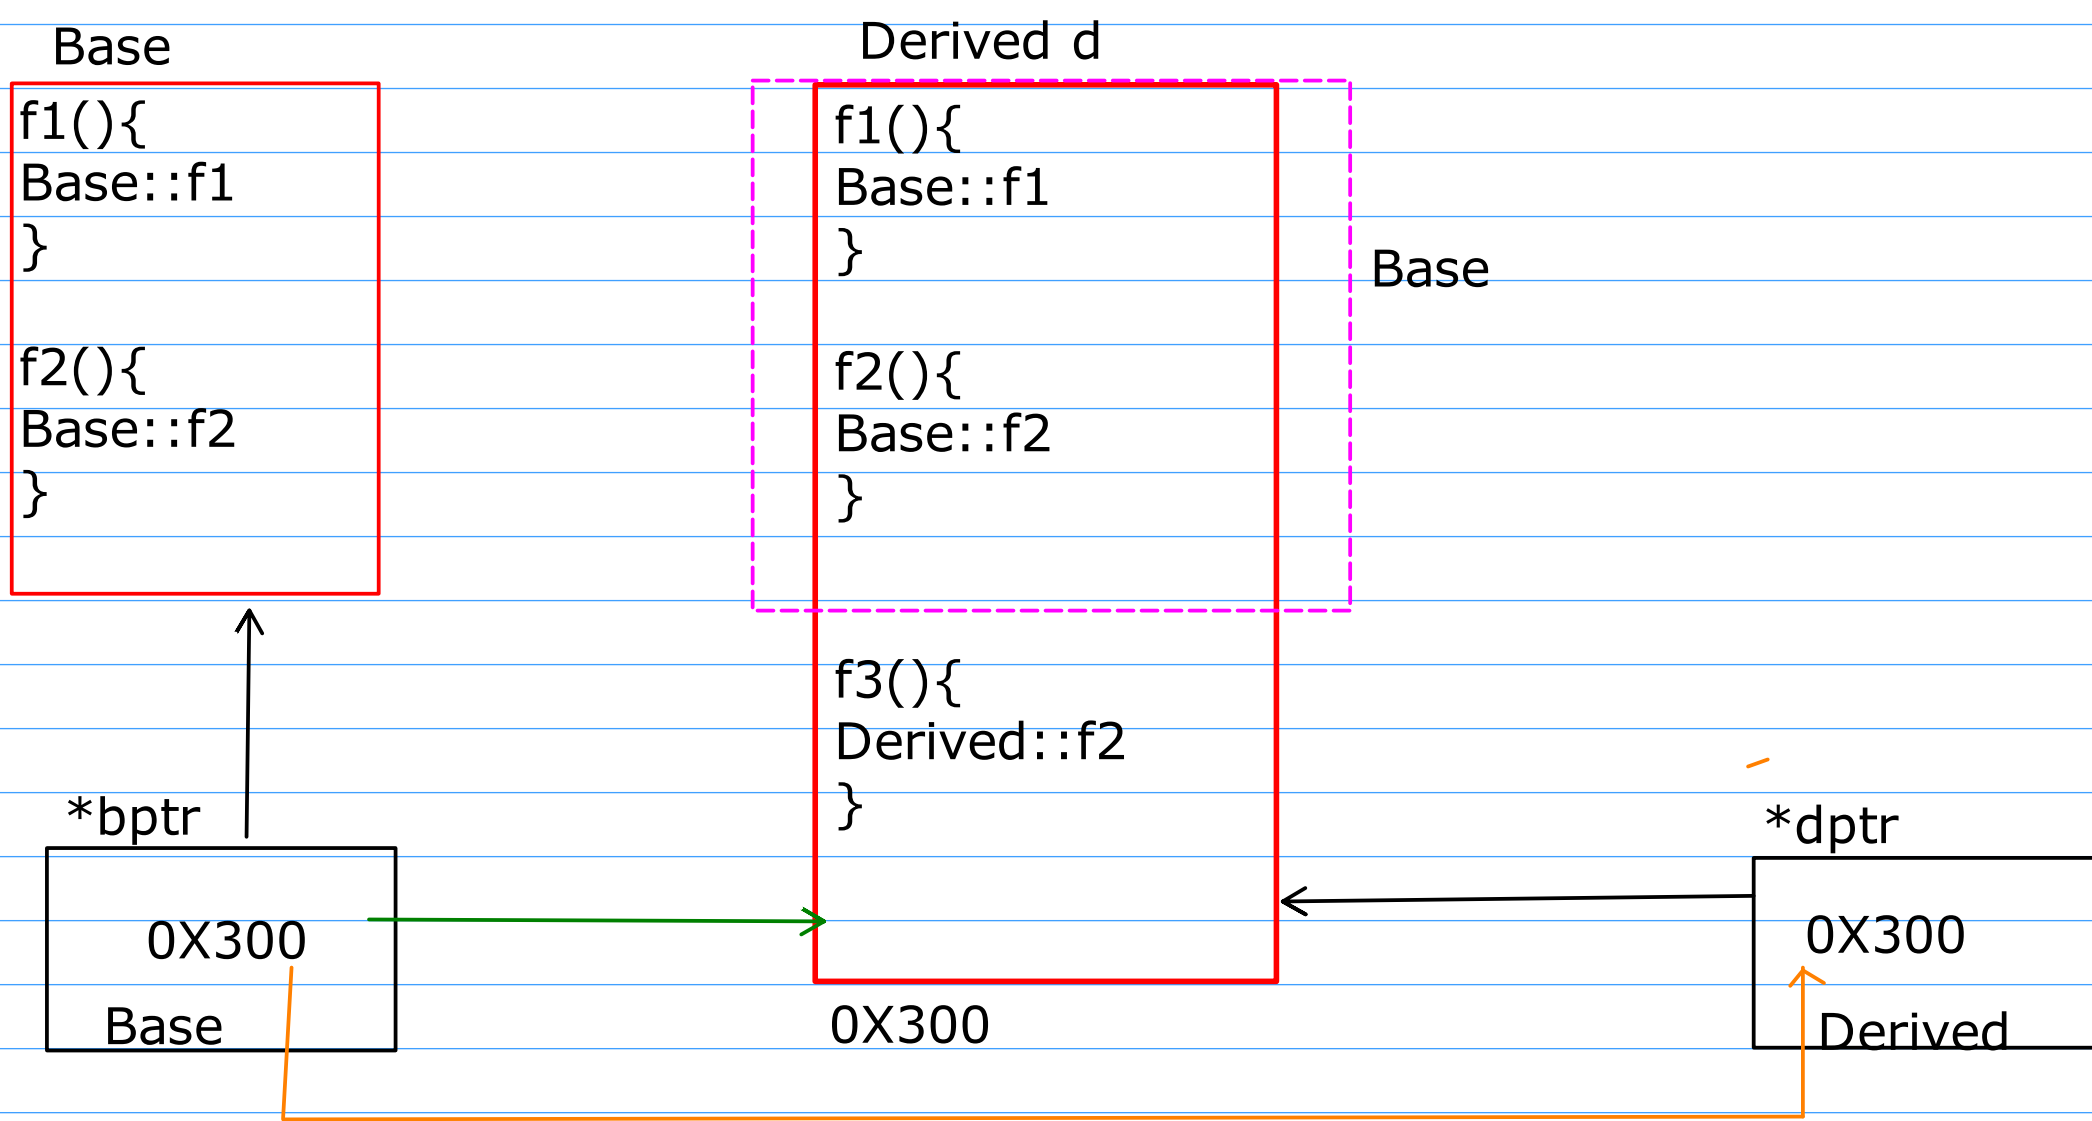 Base
f1(){
Base::f1
}
f2(){
Base::f2
}
*bptr
0X300
Base
Derived d
f1(){
Base::f1
}
f2(){
Base::f2
}
f3(){
Derived::f2
}
0X300
Base
*dptr
0X300
Derived